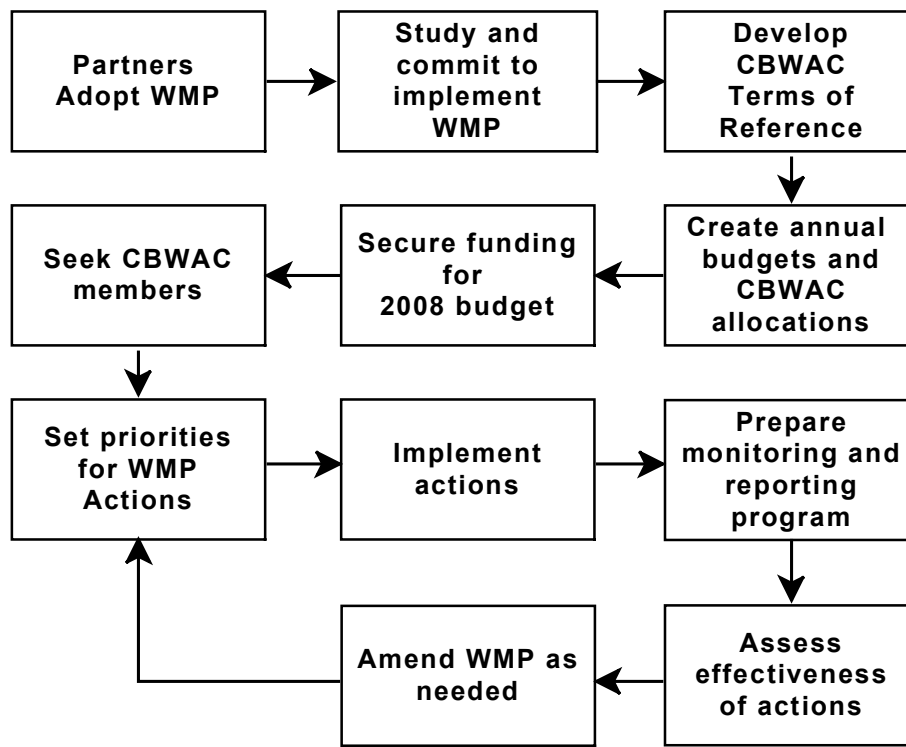 Partners
Adopt WMP
Study and
commit to
implement
WMP
Develop
CBWAC
Terms of
Reference
Create annual
budgets and
CBWAC
allocations
Secure funding
for
2008 budget
Seek CBWAC
members
Set priorities
for WMP
Actions
Implement
actions
Prepare
monitoring and
reporting
program
Assess
effectiveness
of actions
Amend WMP as
needed